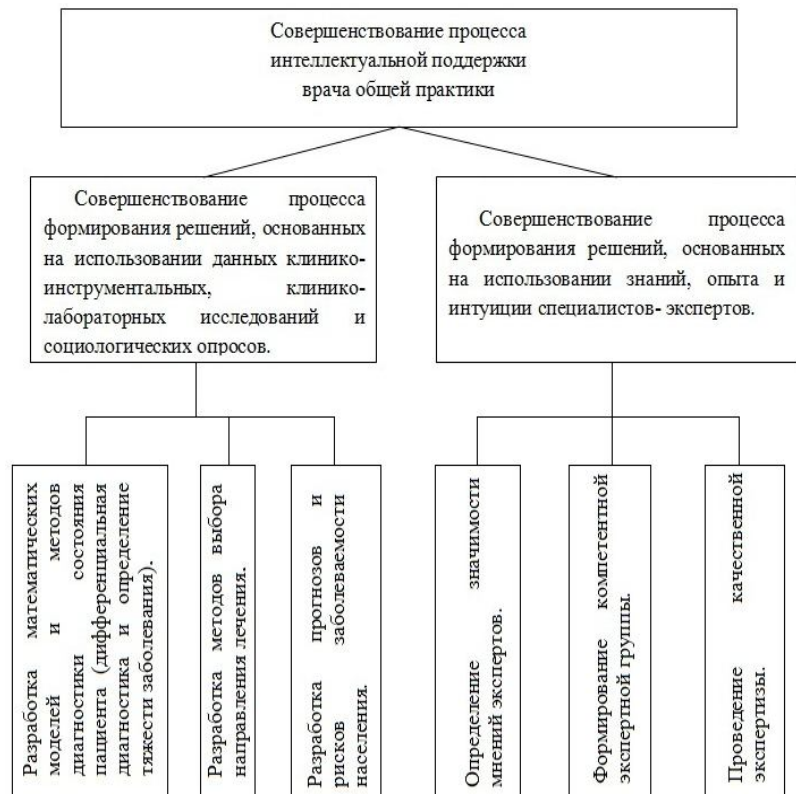 Совершенствование процесса
интеллектуальной поддержки
врача общей практики
Совершенствование процесса
формирования решений, основанных
на использовании данных клинико-
инструментальных, клинико-
лабораторных исследований и
социологических опросов.
Совершенствование процесса
формирования решений, основанных
на использовании знаний, опыта и
интуиции специалистов- экспертов.
Разработка математических
моделей и методов
диагностики состояния
пациента (дифференциальная
диагностика и определение
тяжести заболевания).
Разработка методов выбора
направления лечения.
Разработка прогнозов и
рисков заболеваемости
населения.
Определение значимости
мнений экспертов.
Формирование компетентной
экспертной группы.
Проведение качественной
экспертизы.